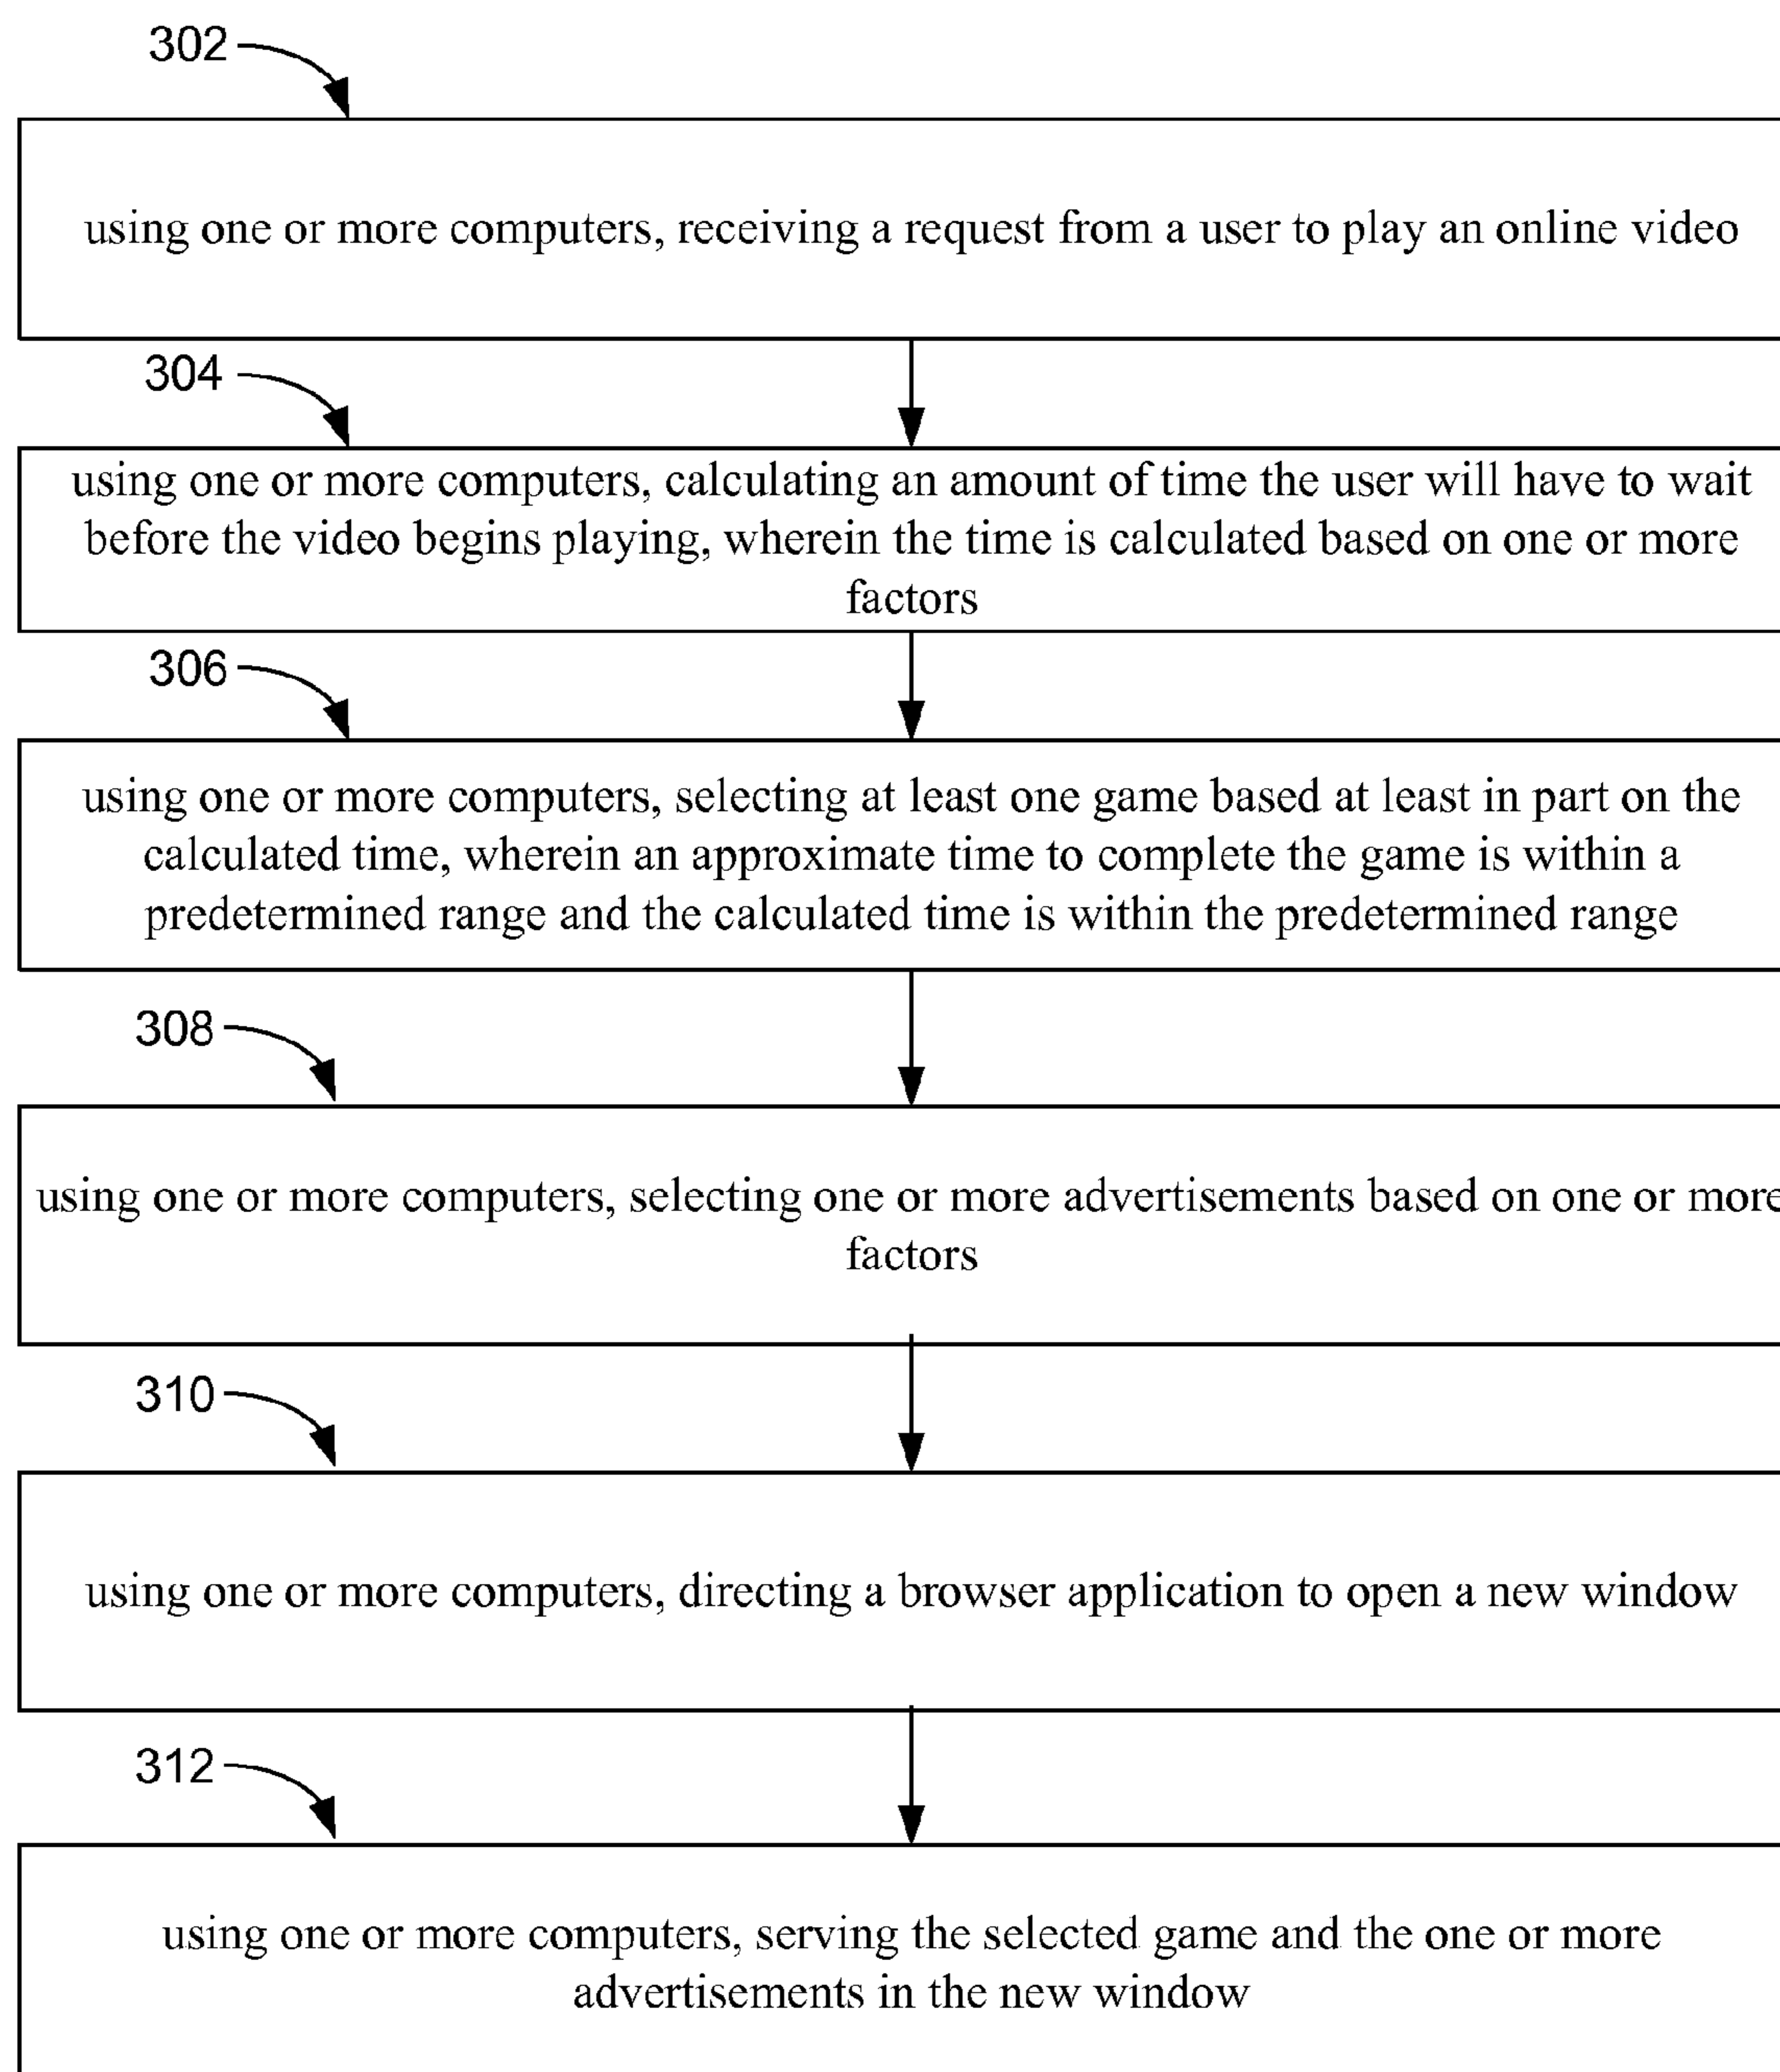 302
using one or more computers, receiving a request from a user to play an online video
304
using one or more computers, calculating an amount of time the user will have to wait
before the video begins playing, wherein the time is calculated based on one or more
factors
306
using one or more computers, selecting at least one game based at least in part on the
calculated time, wherein an approximate time to complete the game is within a
predetermined range and the calculated time is within the predetermined range
308
using one or more computers, selecting one or more advertisements based on one or more
factors
310
using one or more computers, directing a browser application to open a new window
312
using one or more computers, serving the selected game and the one or more
advertisements in the new window